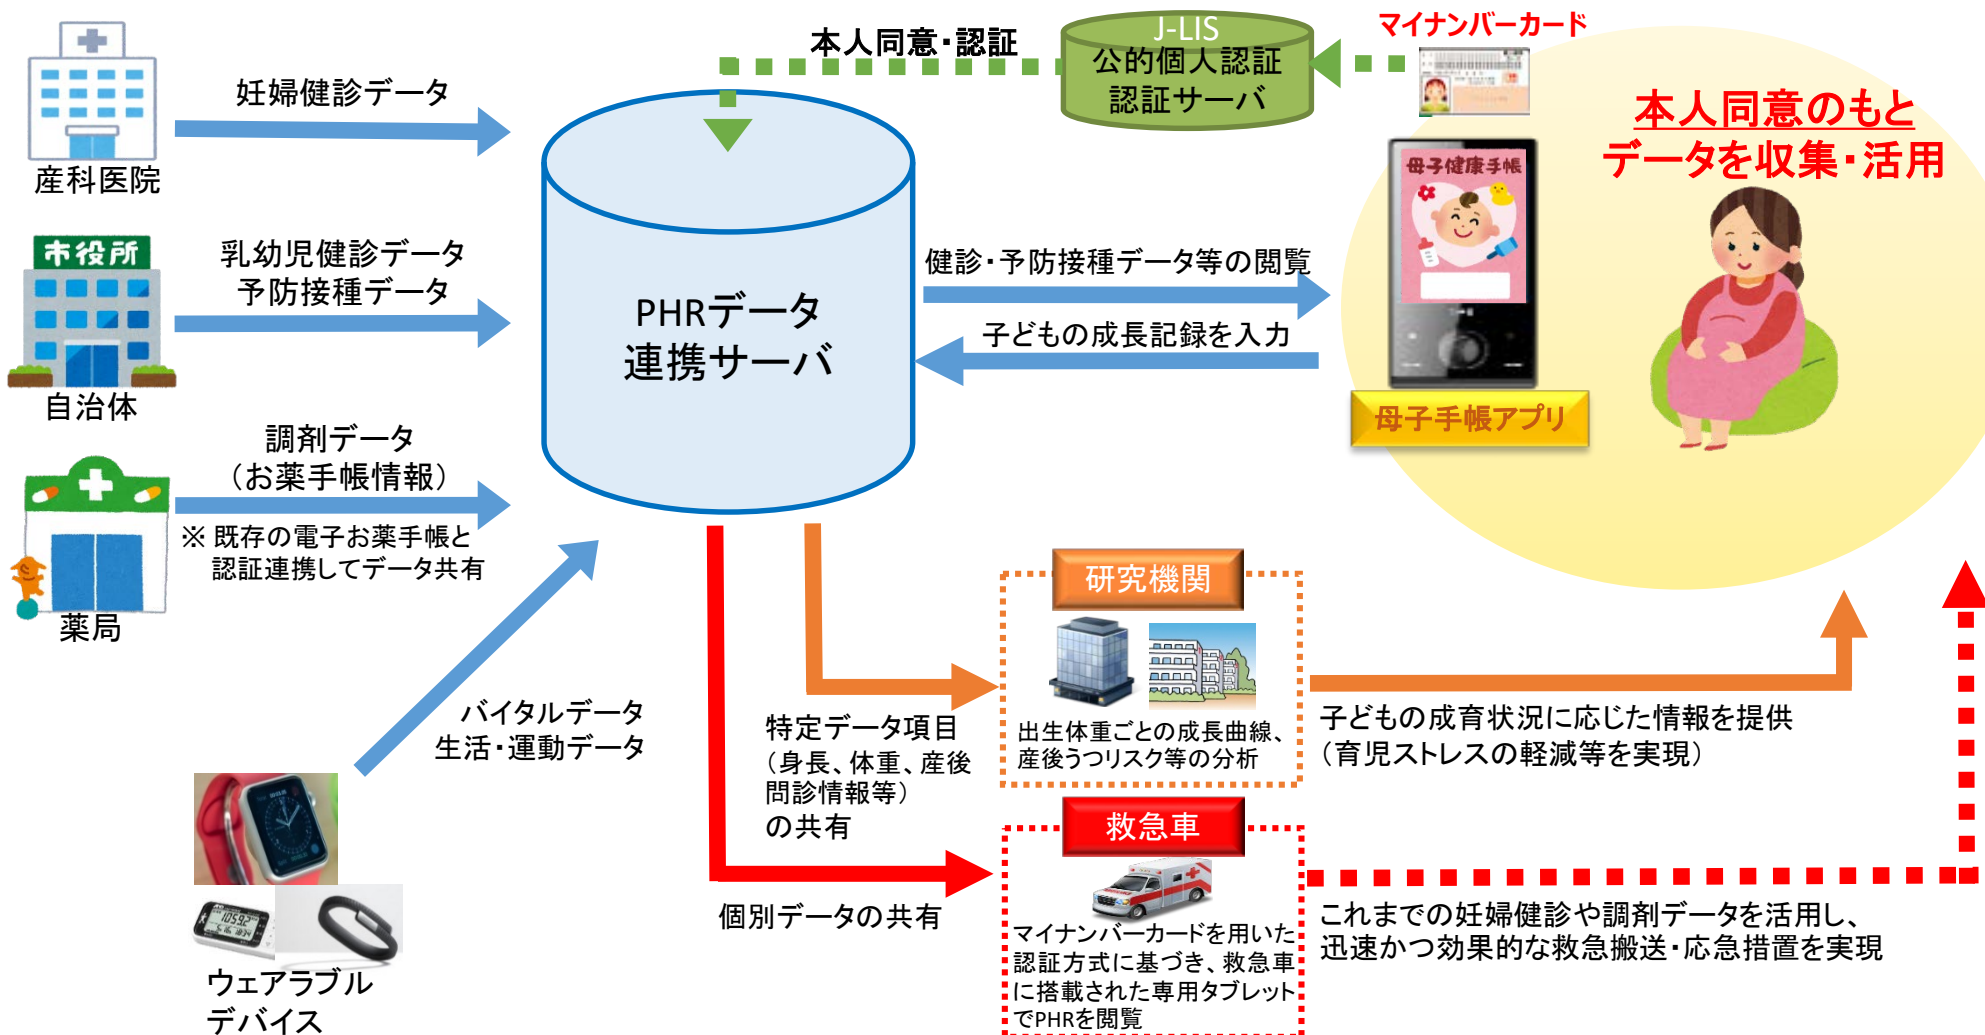 本人同意・認証
J-LIS
公的個人認証
認証サーバ
マイナンバーカード
本人同意のもと
データを収集・活用
産科医院
妊婦健診データ
市役所
自治体
乳幼児健診データ
予防接種データ
薬局
調剤データ
（お薬手帳情報）
※ 既存の電子お薬手帳と
認証連携してデータ共有
ウェアラブル
デバイス
バイタルデータ
生活・運動データ
PHRデータ
連携サーバ
健診・予防接種データ等の閲覧
子どもの成長記録を入力
母子健康手帳
母子手帳アプリ
特定データ項目
（身長、体重、産後
問診情報等）
の共有
研究機関
出生体重ごとの成長曲線、
産後うつリスク等の分析
子どもの成育状況に応じた情報を提供
（育児ストレスの軽減等を実現）
個別データの共有
救急車
マイナンバーカードを用いた
認証方式に基づき、救急車
に搭載された専用タブレット
でPHRを閲覧
これまでの妊婦健診や調剤データを活用し、
迅速かつ効果的な救急搬送・応急措置を実現